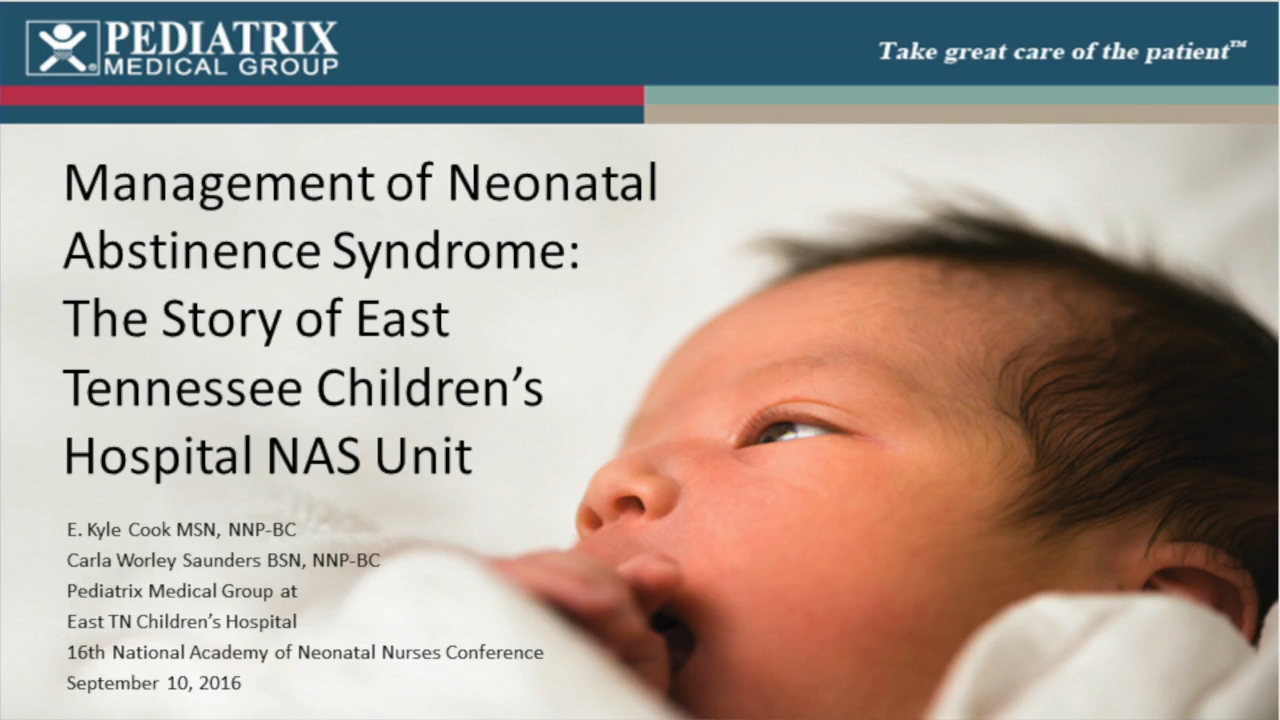 PEDIATRIX
MEDICAL GROUP
Take great care of the patient™
Management of Neonatal
Abstinence Syndrome:
The Story of East
Tennessee Children’s
Hospital NAS Unit
E. Kyle Cook MSN, NNP-BC
Carla Worley Saunders BSN, NNP-BC
Pediatrix Medical Group at
East TN Children’s Hospital
16th National Academy of Neonatal Nurses Conference
September 10, 2016